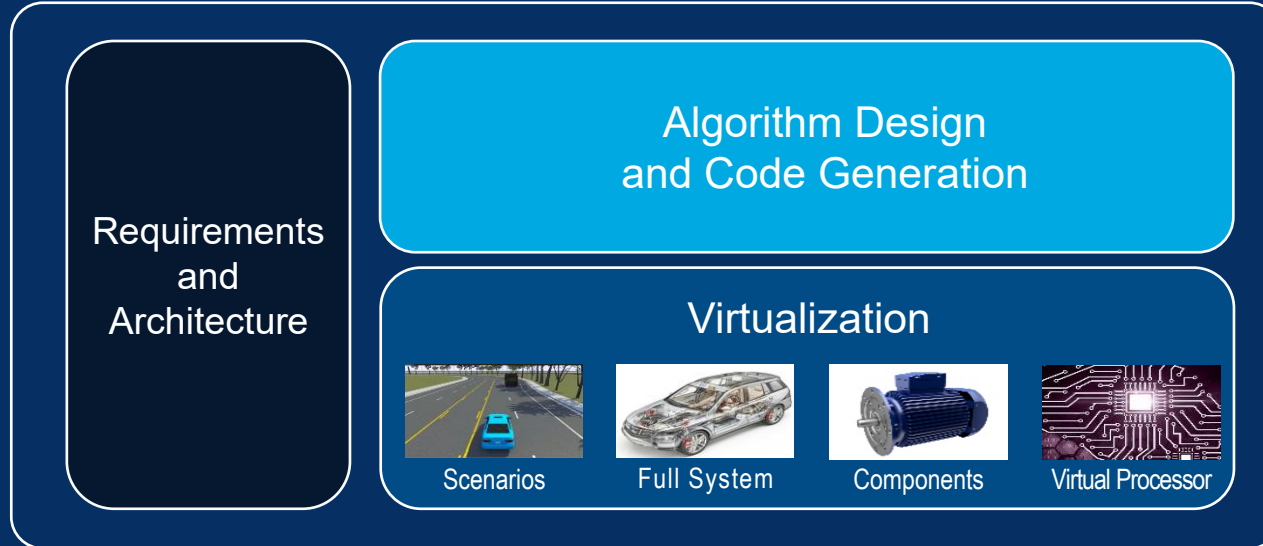 Requirements
and
Architecture
Algorithm Design
and Code Generation
Virtualization
Scenarios
Full System
Components
Virtual Processor